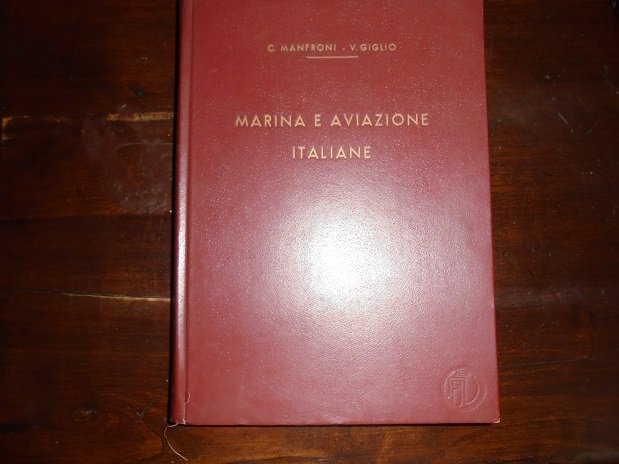 C. MANFRONI - V. GIGLIO
MARINA E AVIAZIONE
ITALIANE